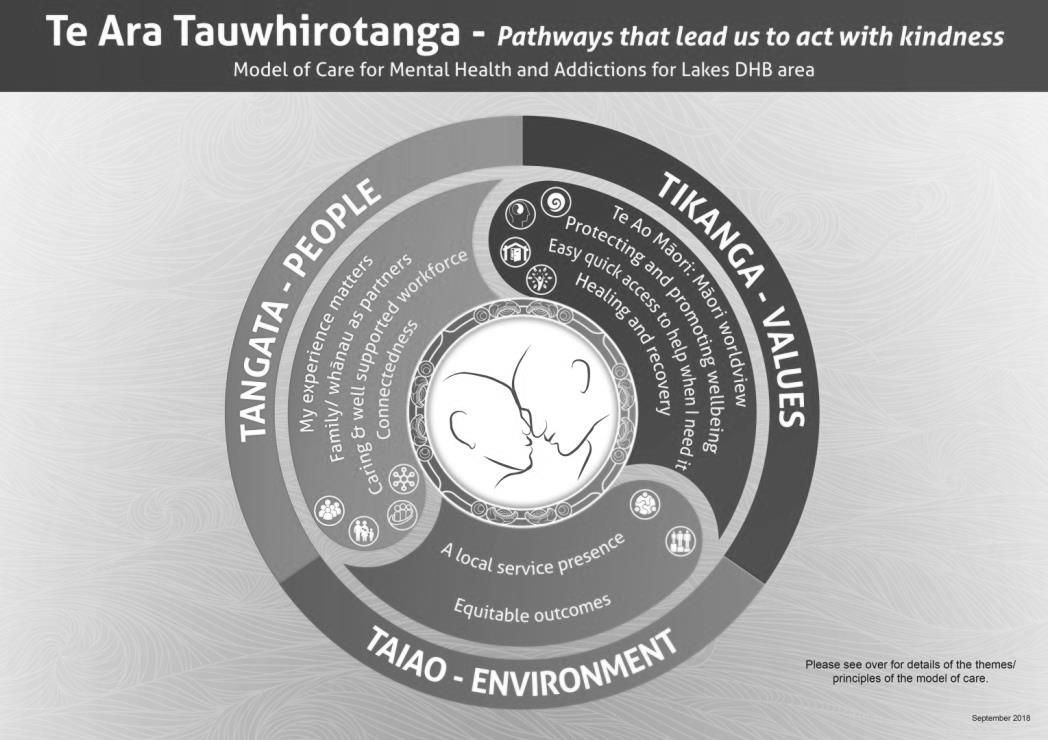 Te Ara Tauwhirotanga - Pathways that lead us to act with kindness
Model of Care for Mental Health and Addictions for Lakes DHB area
TANGATA - PEOPLE
My experience matters
Family/ whānau as partners
Caring & well supported workforce
Connectedness
TIKANGA - VALUES
Te Ao Māori: Māori worldview
Protecting and promoting wellbeing
Easy quick access to help when I need it
Healing and recovery
A local service presence
Equitable outcomes
TAIAO - ENVIRONMENT
Please see over for details of the themes/
principles of the model of care.
September 2018